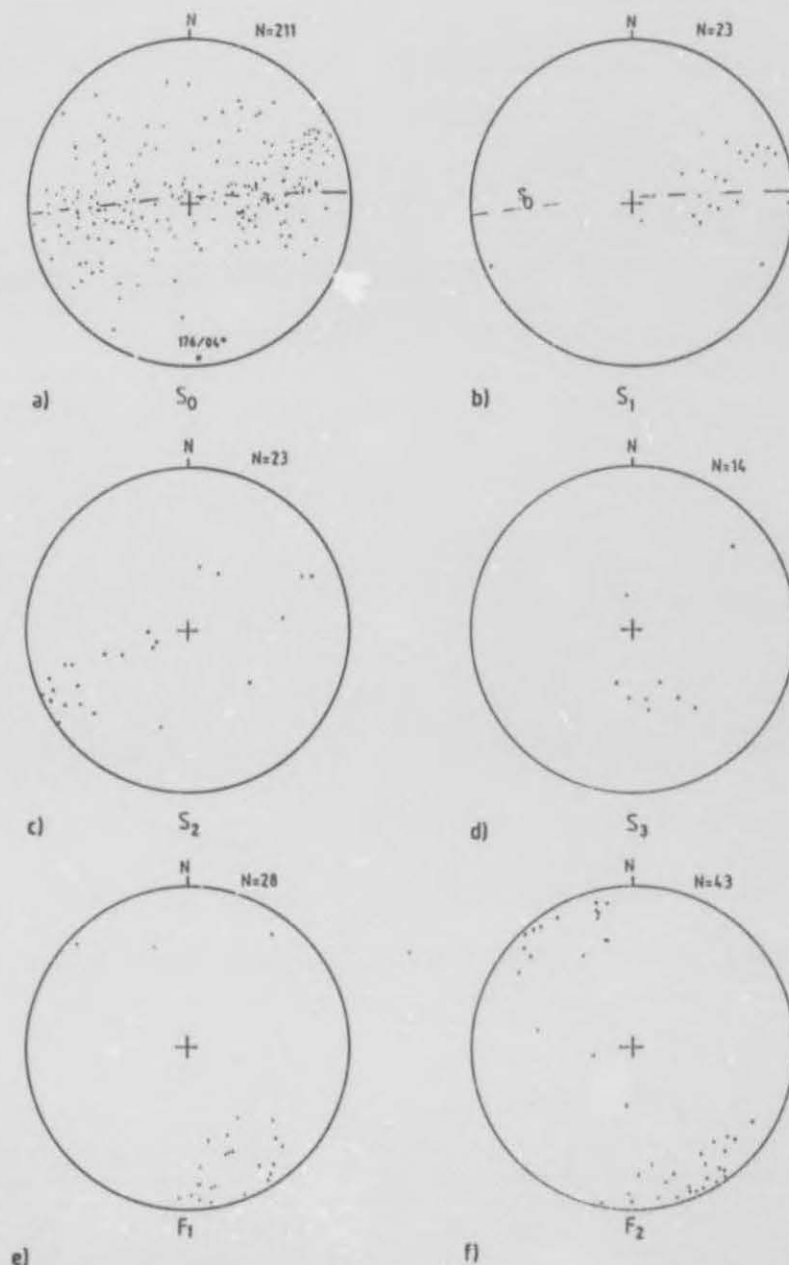 N N=211
176/04°
a) S₀
N N=23
S₀
b) S₁
N N=23
c) S₂
N N=14
d) S₃
N N=28
e) F₁
N N=43
f) F₂